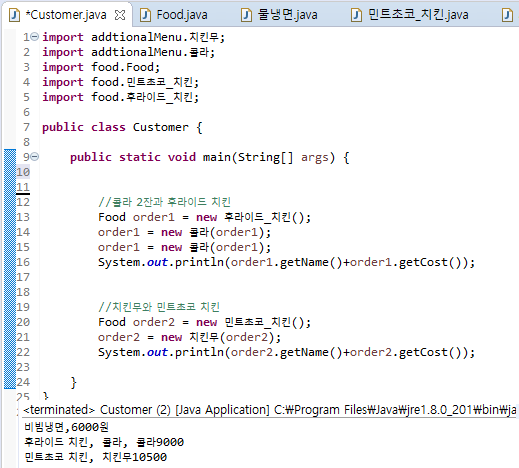 *Customer.java Food.java 물냉면.java 민트초코_치킨.java
1 import addtionalMenu.치킨무;
2 import addtionalMenu.콜라;
3 import food.Food;
4 import food.민트초코_치킨;
5 import food.후라이드_치킨;
6
7 public class Customer {
8
9 public static void main(String[] args) {
10
11
12 //콜라 2잔과 후라이드 치킨
13 Food order1 = new 후라이드_치킨();
14 order1 = new 콜라(order1);
15 order1 = new 콜라(order1);
16 System.out.println(order1.getName()+order1.getCost());
17
18
19 //치킨무와 민트초코 치킨
20 Food order2 = new 민트초코_치킨();
21 order2 = new 치킨무(order2);
22 System.out.println(order2.getName()+order2.getCost());
23
24 }
25 }
<terminated> Customer (2) [Java Application] C:₩Program Files₩Java₩jre1.8.0_201₩bin₩ja
비빔냉면,6000원
후라이드 치킨, 콜라, 콜라9000
민트초코 치킨, 치킨무10500